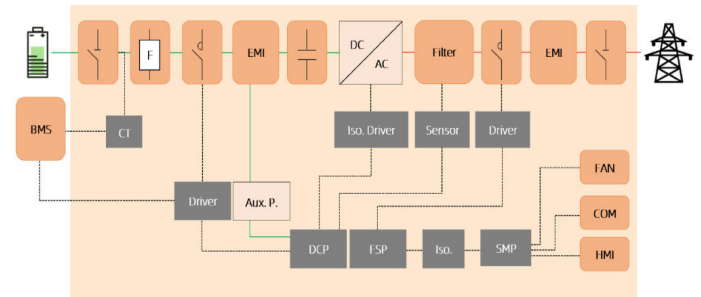 F
EMI
DC
AC
Filter
EMI
BMS
CT
Iso. Driver
Sensor
Driver
FAN
Driver
Aux. P.
COM
DCP
FSP
Iso.
SMP
HMI